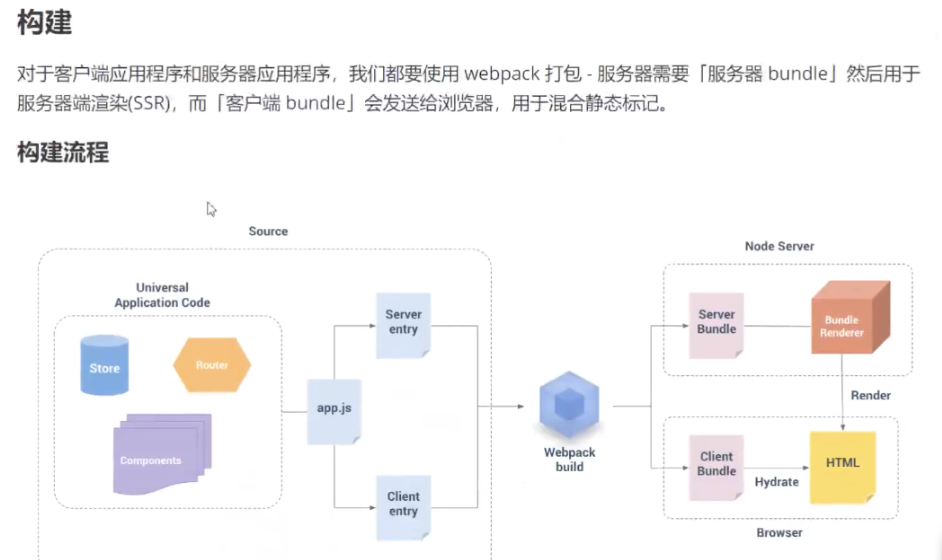 构建
对于客户端应用程序和服务器应用程序，我们都要使用 webpack 打包 - 服务器需要「服务器 bundle」然后用于
服务器端渲染(SSR)，而「客户端 bundle」会发送给浏览器，用于混合静态标记。
构建流程
Source
Node Server
Universal
Application Code
Store
Router
Components
app.js
Server
entry
Client
entry
Webpack
build
Server
Bundle
Bundle
Renderer
Render
Client
Bundle
Hydrate
HTML
Browser